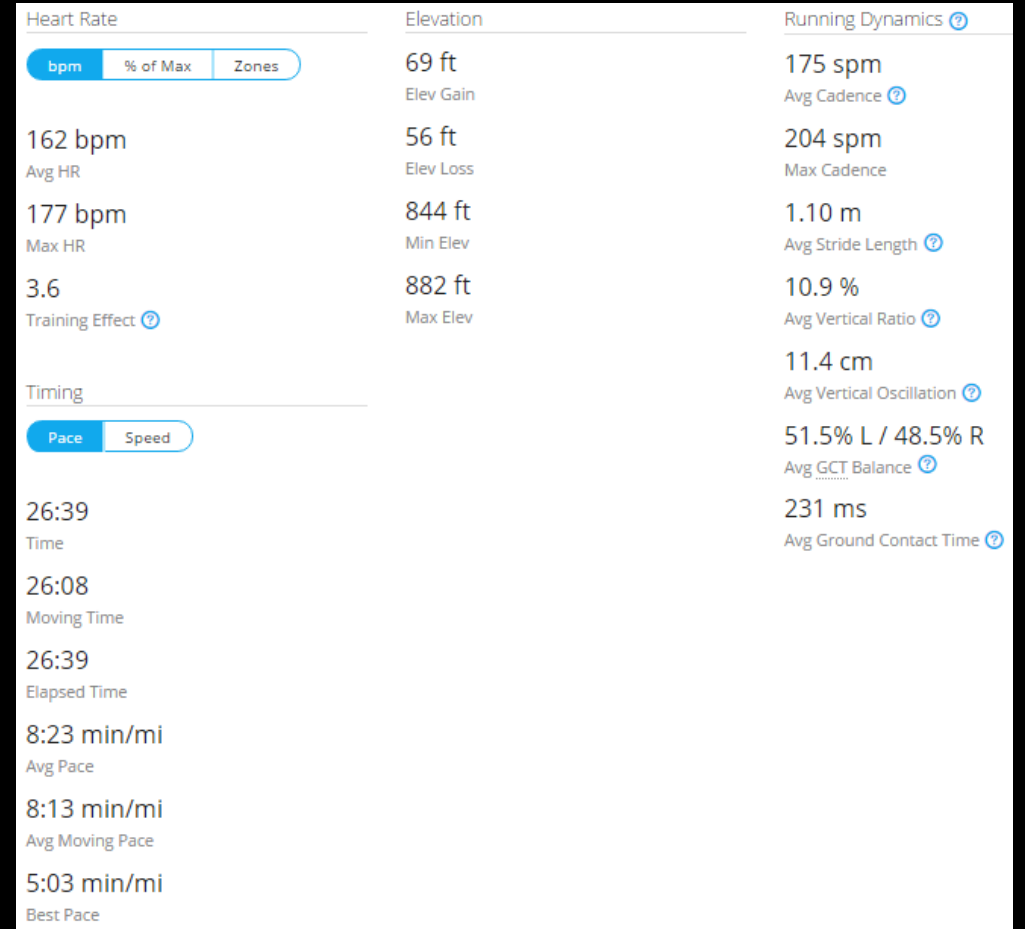 Heart Rate
bpm % of Max Zones
162 bpm
Avg HR
177 bpm
Max HR
3.6
Training Effect ?
Timing
Pace Speed
26:39
Time
26:08
Moving Time
26:39
Elapsed Time
8:23 min/mi
Avg Pace
8:13 min/mi
Avg Moving Pace
5:03 min/mi
Best Pace
Elevation
69 ft
Elev Gain
56 ft
Elev Loss
844 ft
Min Elev
882 ft
Max Elev
Running Dynamics ?
175 spm
Avg Cadence ?
204 spm
Max Cadence
1.10 m
Avg Stride Length ?
10.9 %
Avg Vertical Ratio ?
11.4 cm
Avg Vertical Oscillation ?
51.5% L / 48.5% R
Avg GCT Balance ?
231 ms
Avg Ground Contact Time ?